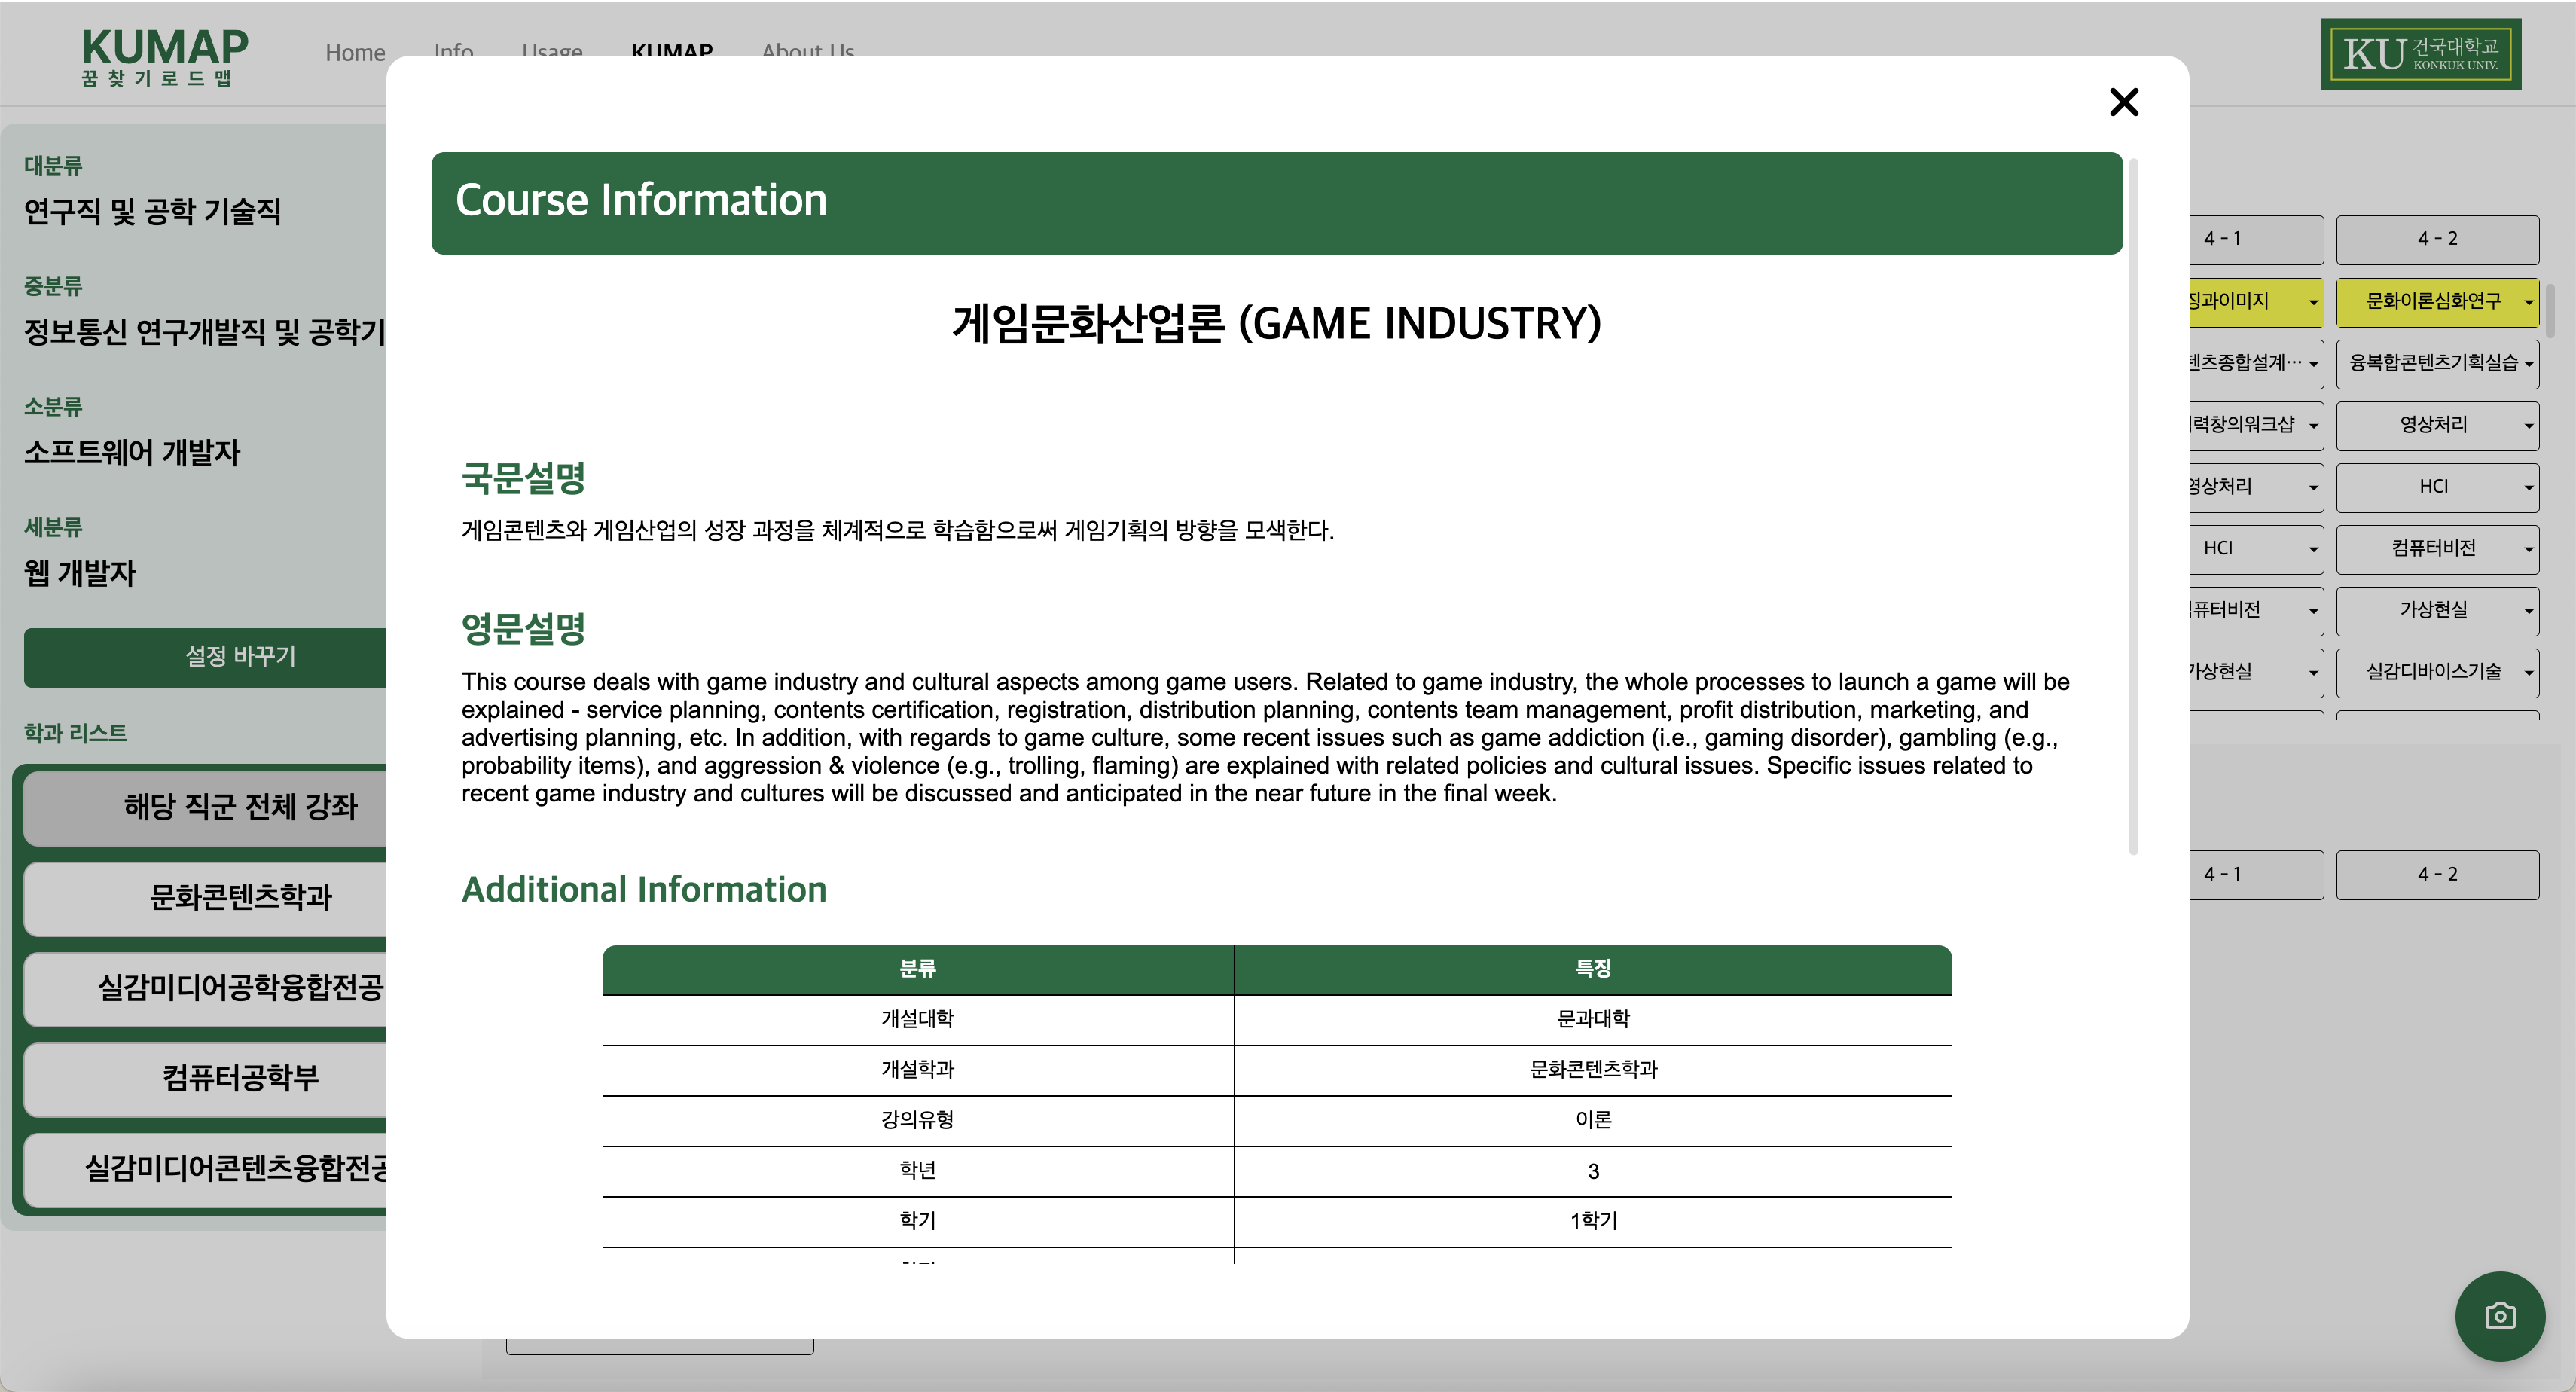 KUMAP
꿈찾기로드맵
Home Info Usage KUMAP About Us
KU 건국대학교
KONKUK UNIV.
대분류
연구직 및 공학 기술직
중분류
정보통신 연구개발직 및 공학기
소분류
소프트웨어 개발자
세분류
웹 개발자
설정 바꾸기
학과 리스트
해당 직군 전체 강좌
문화콘텐츠학과
실감미디어공학융합전공
컴퓨터공학부
실감미디어콘텐츠융합전공
Course Information
게임문화산업론 (GAME INDUSTRY)
국문설명
게임콘텐츠와 게임산업의 성장 과정을 체계적으로 학습함으로써 게임기획의 방향을 모색한다.
영문설명
This course deals with game industry and cultural aspects among game users. Related to game industry, the whole processes to launch a game will be
explained - service planning, contents certification, registration, distribution planning, contents team management, profit distribution, marketing, and
advertising planning, etc. In addition, with regards to game culture, some recent issues such as game addiction (i.e., gaming disorder), gambling (e.g.,
probability items), and aggression & violence (e.g., trolling, flaming) are explained with related policies and cultural issues. Specific issues related to
recent game industry and cultures will be discussed and anticipated in the near future in the final week.
Additional Information
분류 특징
개설대학 문과대학
개설학과 문화콘텐츠학과
강의유형 이론
학년 3
학기 1학기
4 - 1 4 - 2
징과이미지 문화이론심화연구
텐츠종합설계… 융복합콘텐츠기획실습
력창의워크샵 영상처리
영상처리 HCI
HCI 컴퓨터비전
퓨터비전 가상현실
가상현실 실감디바이스기술
4 - 1 4 - 2